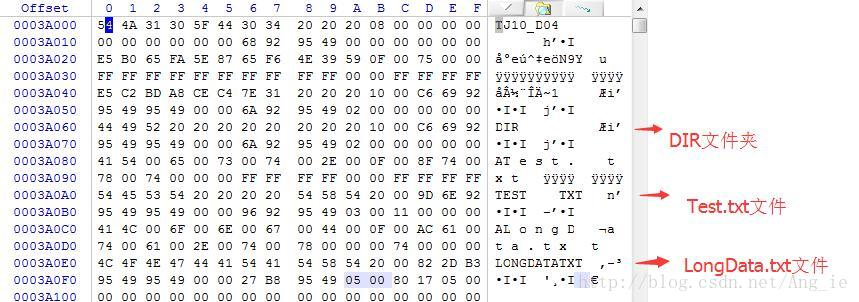 Offset 0 1 2 3 4 5 6 7 8 9 A B C D E F
0003A000 54 4A 31 30 5F 44 30 34 20 20 20 08 00 00 00 00 TJ10_D04
0003A010 00 00 00 00 00 00 68 92 95 49 00 00 00 00 00 00 h’•I
0003A020 E5 B0 65 FA 5E 87 65 F6 4E 39 59 0F 00 75 00 00 å°eú^‡eöN9Y u
0003A030 FF FF FF FF FF FF FF FF FF FF 00 00 FF FF FF FF ÿÿÿÿÿÿÿÿÿÿ ÿÿÿÿ
0003A040 E5 C2 BD A8 CE C4 7E 31 20 20 20 10 00 C6 69 92 å½¨ÎÄ~1 Æi’
0003A050 95 49 95 49 00 00 6A 92 95 49 02 00 00 00 00 00 •I•I j’•I
0003A060 44 49 52 20 20 20 20 20 20 20 20 10 00 C6 69 92 DIR Æi’
DIR文件夹
0003A070 95 49 95 49 00 00 6A 92 95 49 02 00 00 00 00 00 •I•I j’•I
0003A080 41 54 00 65 00 73 00 74 00 2E 00 0F 00 8F 74 00 ATest. t
0003A090 78 00 74 00 00 00 FF FF FF FF 00 00 FF FF FF FF xt ÿÿÿÿ ÿÿÿÿ
0003A0A0 54 45 53 54 20 20 20 20 54 58 54 20 00 9D 6E 92 TEST TXT n’
Test.txt文件
0003A0B0 95 49 95 49 00 00 96 92 95 49 03 00 11 00 00 00 •I•I –’•I
0003A0C0 41 4C 00 6F 00 6E 00 67 00 44 00 0F 00 AC 61 00 ALongD ¬a
0003A0D0 74 00 61 00 2E 00 74 00 78 00 00 00 74 00 00 00 ta.tx t
0003A0E0 4C 4F 4E 47 44 41 54 41 54 58 54 20 00 82 2D B3 LONGDATATXT ‚-³
LongData.txt文件
0003A0F0 95 49 95 49 00 00 27 B8 95 49 05 00 80 17 05 00 •I•I '¸•I €
http://blog.csdn.net/Ang_ie
0003A100 00 00 00 00 00 00 00 00 00 00 00 00 00 00 00 00